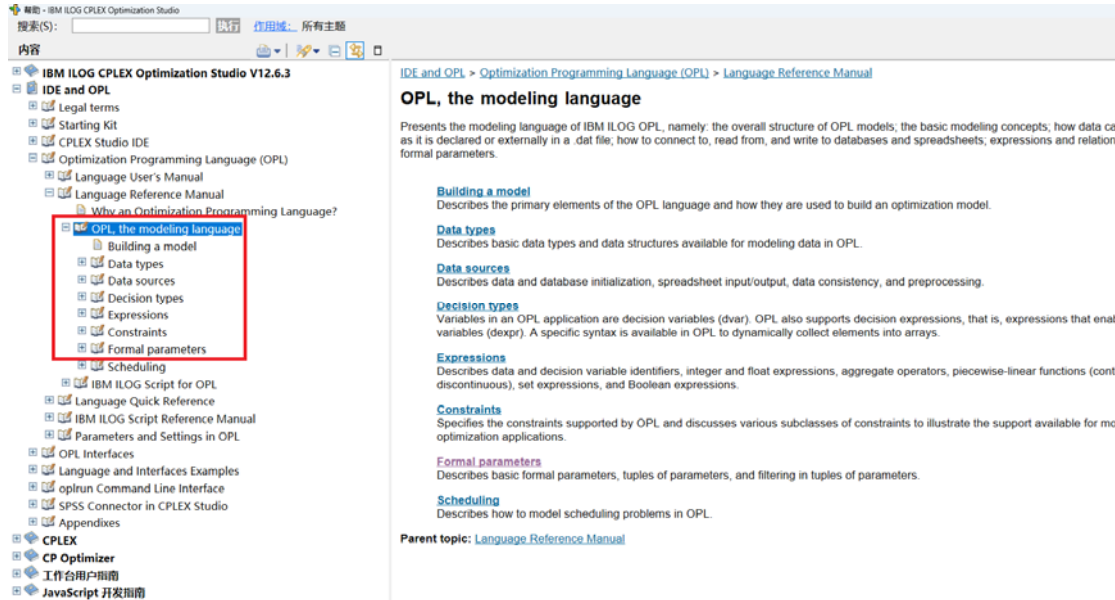 帮助 - IBM ILOG CPLEX Optimization Studio
搜索(S):
执行
作用域：
所有主题
内容
IBM ILOG CPLEX Optimization Studio V12.6.3
IDE and OPL
Legal terms
Starting Kit
CPLEX Studio IDE
Optimization Programming Language (OPL)
Language User's Manual
Language Reference Manual
Why an Optimization Programming Language?
OPL, the modeling language
Building a model
Data types
Data sources
Decision types
Expressions
Constraints
Formal parameters
Scheduling
IBM ILOG Script for OPL
Language Quick Reference
IBM ILOG Script Reference Manual
Parameters and Settings in OPL
OPL Interfaces
Language and Interfaces Examples
oplrun Command Line Interface
SPSS Connector in CPLEX Studio
Appendixes
CPLEX
CP Optimizer
工作台用户指南
JavaScript 开发指南
IDE and OPL > Optimization Programming Language (OPL) > Language Reference Manual
OPL, the modeling language
Presents the modeling language of IBM ILOG OPL, namely: the overall structure of OPL models; the basic modeling concepts; how data ca
as it is declared or externally in a .dat file; how to connect to, read from, and write to databases and spreadsheets; expressions and relation
formal parameters.
Building a model
Describes the primary elements of the OPL language and how they are used to build an optimization model.
Data types
Describes basic data types and data structures available for modeling data in OPL.
Data sources
Describes data and database initialization, spreadsheet input/output, data consistency, and preprocessing.
Decision types
Variables in an OPL application are decision variables (dvar). OPL also supports decision expressions, that is, expressions that enal
variables (dexpr). A specific syntax is available in OPL to dynamically collect elements into arrays.
Expressions
Describes data and decision variable identifiers, integer and float expressions, aggregate operators, piecewise-linear functions (cont
discontinuous), set expressions, and Boolean expressions.
Constraints
Specifies the constraints supported by OPL and discusses various subclasses of constraints to illustrate the support available for mo
optimization applications.
Formal parameters
Describes basic formal parameters, tuples of parameters, and filtering in tuples of parameters.
Scheduling
Describes how to model scheduling problems in OPL.
Parent topic: Language Reference Manual